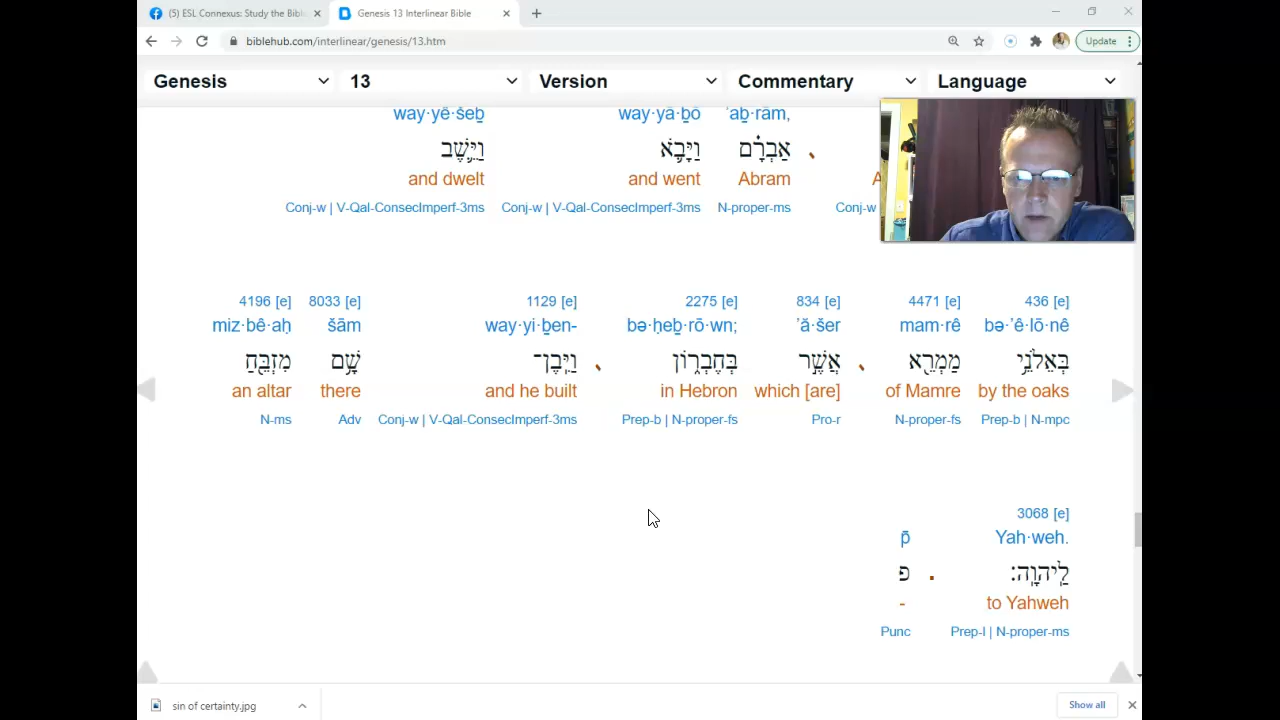 (5) ESL Connexus: Study the Bibl
Genesis 13 Interlinear Bible
biblehub.com/interlinear/genesis/13.htm
Update
Genesis 13 Version Commentary Language
way·yê·šeḇ way·yā·ḇō ’aḇ·rām,
וַיֵּ֛שֶׁב וַיָּבֹ֛א אַבְרָ֗ם
and dwelt and went Abram A
Conj-w | V-Qal-ConsecImperf-3ms Conj-w | V-Qal-ConsecImperf-3ms N-proper-ms Conj-w
4196 [e] 8033 [e] 1129 [e] 2275 [e] 834 [e] 4471 [e] 436 [e]
miz·bê·aḥ šām way·yi·ḇen- bə·ḥeḇ·rō·wn; ’ă·šer mam·rê bə·’ê·lō·nê
מִזְבֵּ֖חַ שָׁ֥ם וַיִּֽבֶן־ בְּחֶבְר֑וֹן אֲשֶׁ֣ר מַמְרֵ֖א בְּאֵלֹנֵ֥י
an altar there and he built in Hebron which [are] of Mamre by the oaks
N-ms Adv Conj-w | V-Qal-ConsecImperf-3ms Prep-b | N-proper-fs Pro-r N-proper-fs Prep-b | N-mpc
3068 [e]
p̄ Yah·weh.
פ . לַֽיהוָֽה׃
- to Yahweh
Punc Prep-l | N-proper-ms
sin of certainty.jpg
Show all